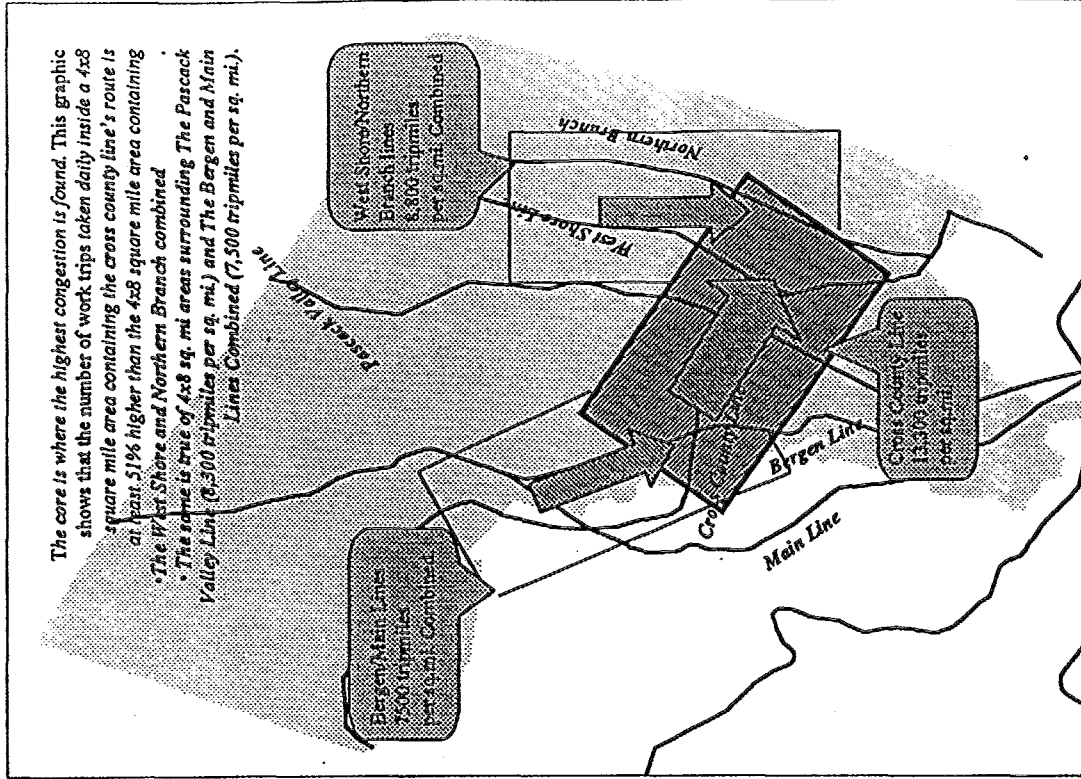 The core is where the highest congestion is found. This graphic
shows that the number of work trips taken daily inside a 4x8
square mile area containing the cross county line's route is
at least 51% higher than the 4x8 square mile area containing
•The West Shore and Northern Branch combined
• The same is true of 4x8 sq. mi areas surrounding The Pascack
Valley Line (8,300 tripmiles per sq. mi.) and The Bergen and Main
Lines Combined (7,500 tripmiles per sq. mi.).
West Shore/Northern
Branch lines
8,800 tripmiles
per sq.mi. Combined
Northern Branch
West Shore Line
Pascack Valley Line
Bergen/Main Lines
7500 tripmiles
per sq.mi. Combined
Cross County Line
Bergen Line
Main Line
Cross County Line
13,300 tripmiles
per sq.mi.